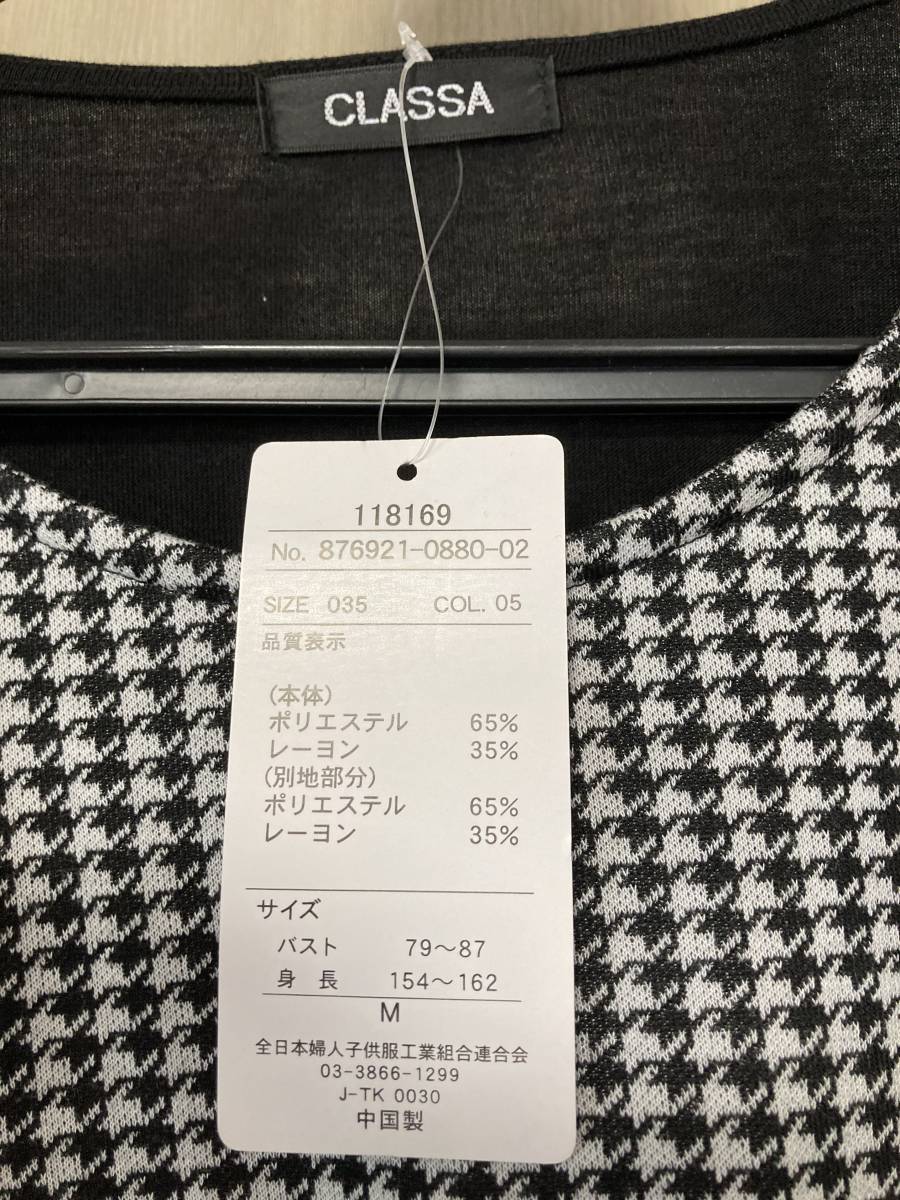 CLASSA
118169
No. 876921-0880-02
SIZE 035 COL. 05
品質表示
(本体)
ポリエステル 65%
レーヨン 35%
(別地部分)
ポリエステル 65%
レーヨン 35%
サイズ
バスト 79〜87
身長 154〜162
M
全日本婦人子供服工業組合連合会
03-3866-1299
J-TK 0030
中国製